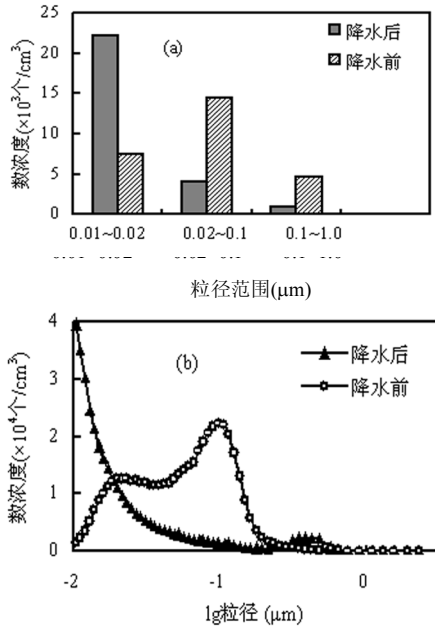 25
20
15
10
5
0
数浓度(×10³个/cm³)
(a)
降水后
降水前
0.01~0.02 0.02~0.1 0.1~1.0
粒径范围(μm)
4
3
2
1
0
数浓度(×10⁴个/cm³)
(b)
降水后
降水前
-2 -1 0
lg粒径 (μm)